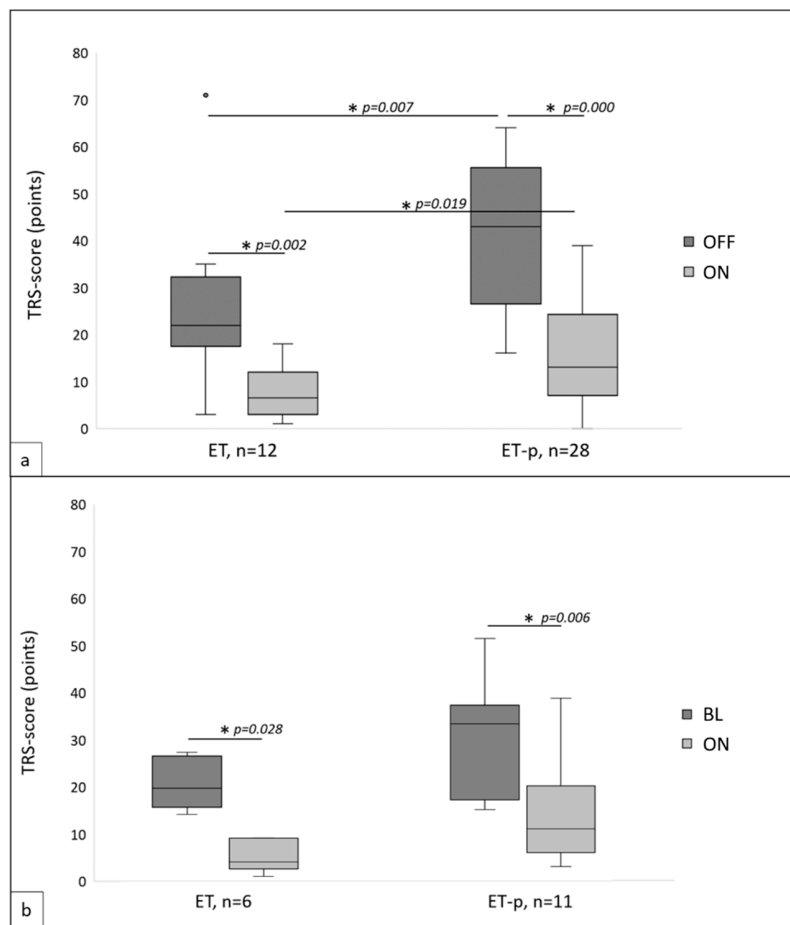 80
70
60
50
40
30
20
10
0
TRS-score (points)
* p=0.007
* p=0.000
* p=0.019
* p=0.002
OFF
ON
ET, n=12
ET-p, n=28
a
80
70
60
50
40
30
20
10
0
TRS-score (points)
* p=0.006
* p=0.028
BL
ON
ET, n=6
ET-p, n=11
b